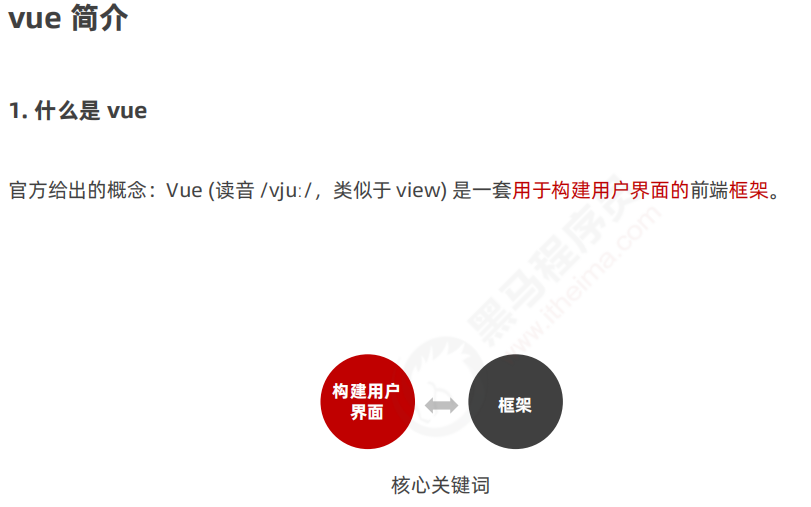 vue 简介
1. 什么是 vue
官方给出的概念：Vue (读音 /vjuː/，类似于 view) 是一套用于构建用户界面的前端框架。
黑马程序员
www.itheima.com
构建用户
界面
框架
核心关键词